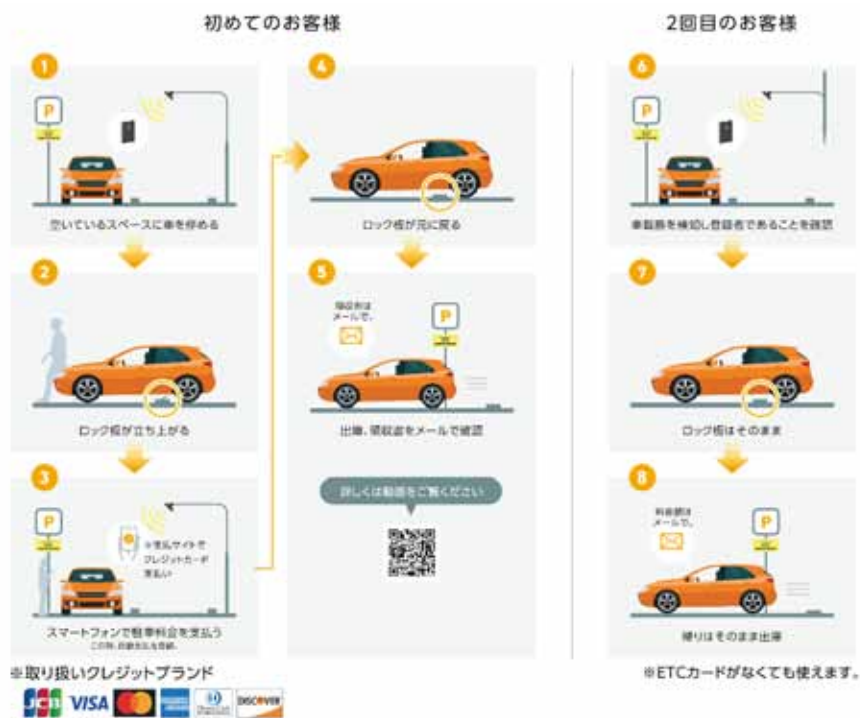 初めてのお客様
1
P
空いているスペースに車を停める
2
ロック板が立ち上がる
3
P
※支払サイトで
クレジットカード
支払い
スマートフォンで駐車料金を支払う
4
ロック板が元に戻る
5
領収書は
メールで。
P
出庫、領収書をメールで確認
詳しくは動画をご覧ください
2回目のお客様
6
P
車載器を検知し登録者であることを確認
7
ロック板はそのまま
8
メールで。
P
帰りはそのまま出庫
※取り扱いクレジットブランド
JCB VISA DISCOVER
※ETCカードがなくても使えます。